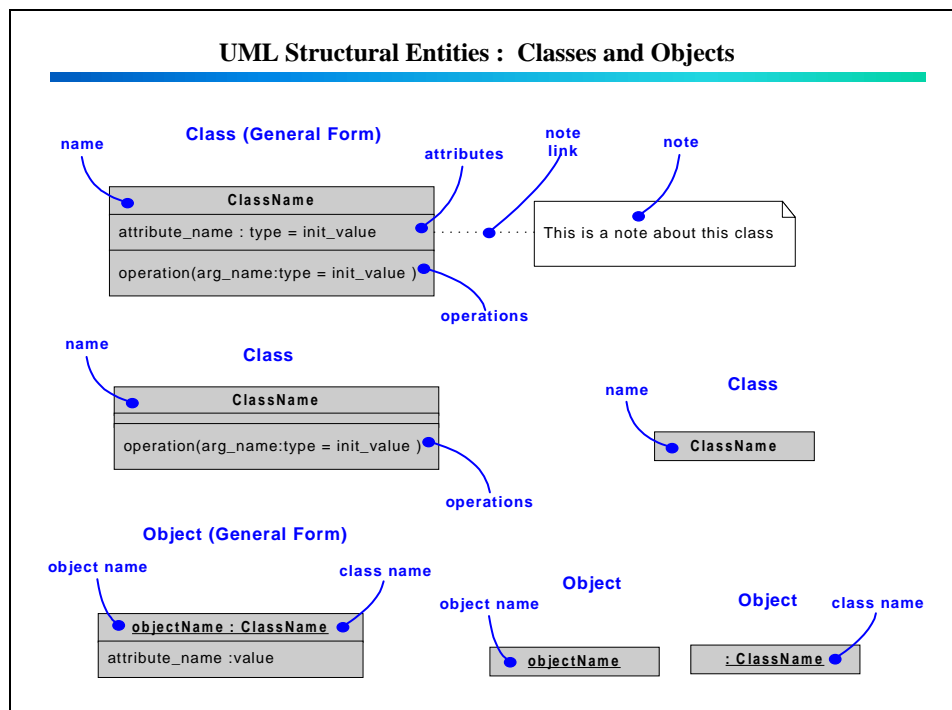 UML Structural Entities :  Classes and Objects
Class (General Form)
name
attributes
note
link
note
ClassName
attribute_name : type = init_value
This is a note about this class
operation(arg_name:type = init_value )
operations
name
Class
ClassName
operation(arg_name:type = init_value )
operations
Class
name
ClassName
Object (General Form)
object name
class name
objectName : ClassName
attribute_name :value
Object
object name
objectName
Object
class name
: ClassName